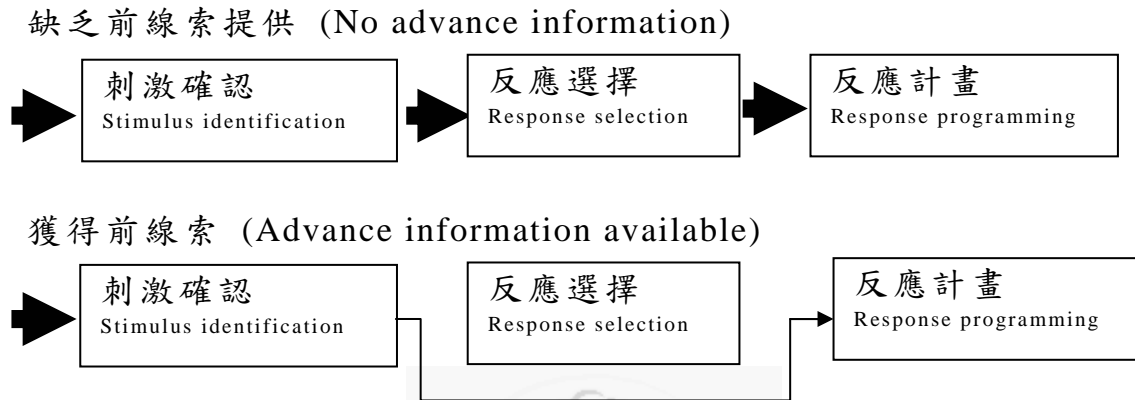 缺乏前線索提供 (No advance information)
刺激確認
Stimulus identification
反應選擇
Response selection
反應計畫
Response programming
獲得前線索 (Advance information available)
刺激確認
Stimulus identification
反應選擇
Response selection
反應計畫
Response programming